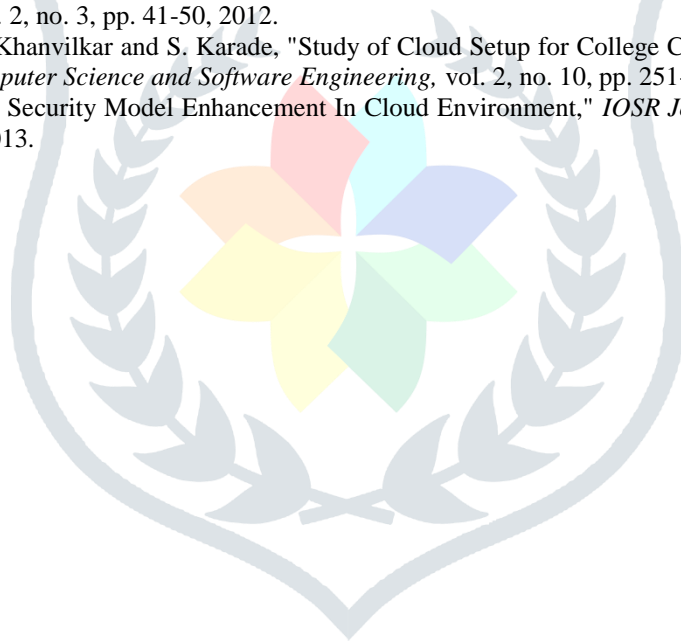 . 2, no. 3, pp. 41-50, 2012.
Khanvilkar and S. Karade, "Study of Cloud Setup for College C
puter Science and Software Engineering, vol. 2, no. 10, pp. 251-
Security Model Enhancement In Cloud Environment," IOSR J
013.